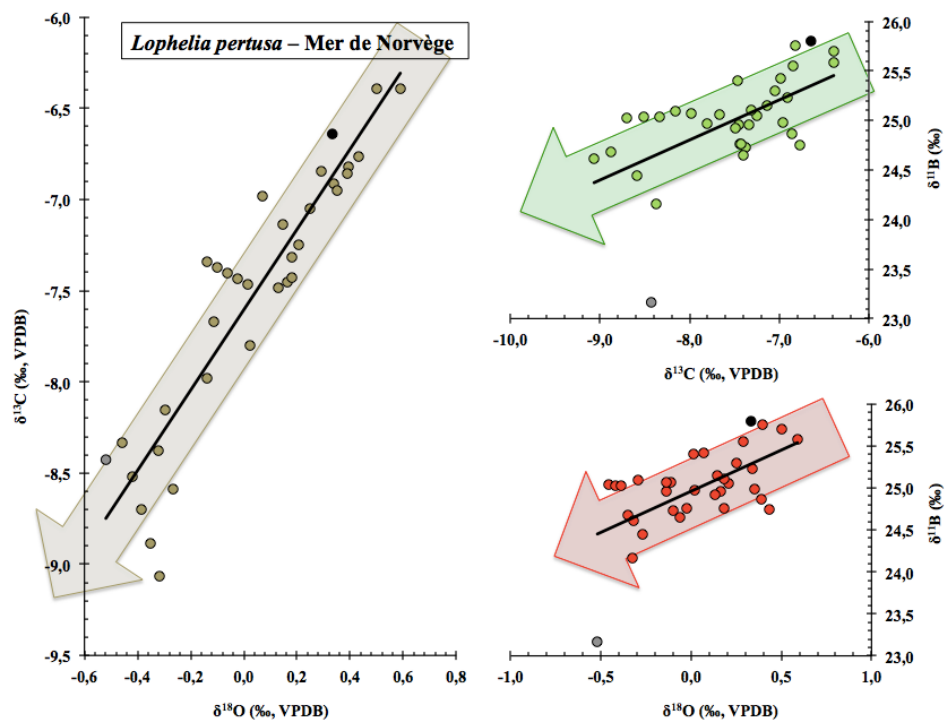 Lophelia pertusa – Mer de Norvège
-6,0
-6,5
-7,0
-7,5
-8,0
-8,5
-9,0
-9,5
δ¹³C (‰, VPDB)
-0,6 -0,4 -0,2 0,0 0,2 0,4 0,6 0,8
δ¹⁸O (‰, VPDB)
26,0
25,5
25,0
24,5
24,0
23,5
23,0
δ¹¹B (‰)
-10,0 -9,0 -8,0 -7,0 -6,0
δ¹³C (‰, VPDB)
26,0
25,5
25,0
24,5
24,0
23,5
23,0
δ¹¹B (‰)
-1,0 -0,5 0,0 0,5 1,0
δ¹⁸O (‰, VPDB)